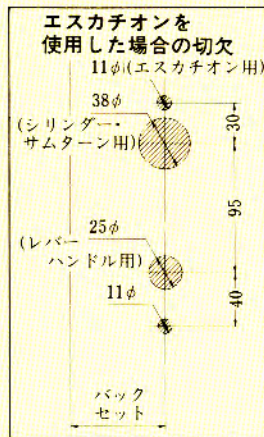 エスカチオンを
使用した場合の切欠
11φ(エスカチオン用)
38φ
(シリンダー・
サムターン用)
30
95
25φ
(レバー
ハンドル用)
11φ
40
バック
セット